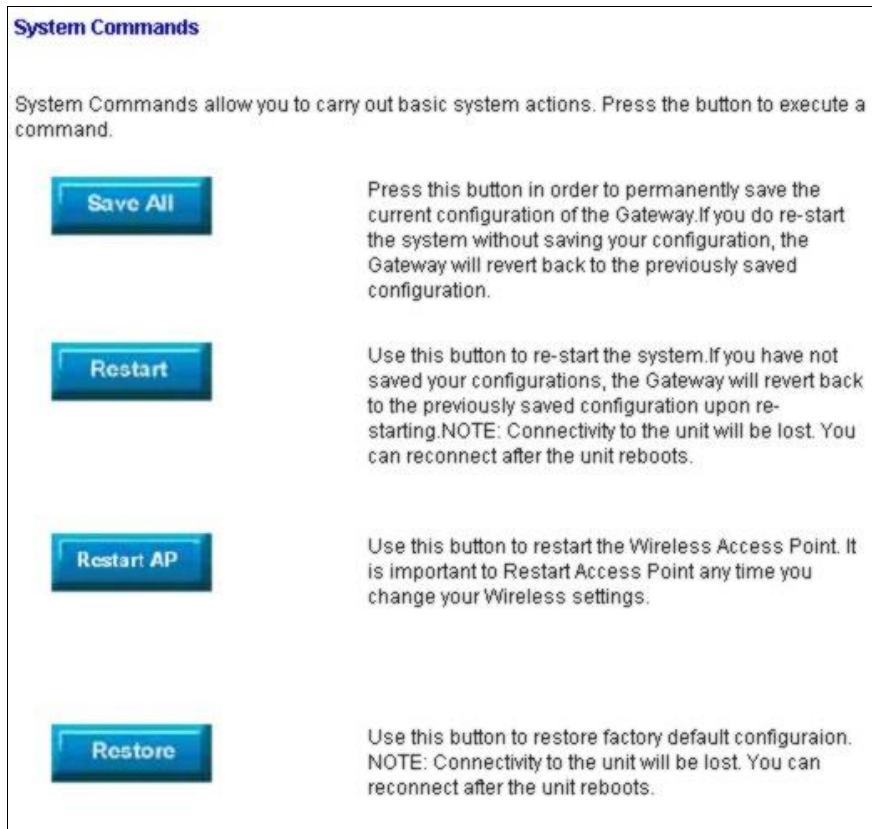 System Commands
System Commands allow you to carry out basic system actions. Press the button to execute a
command.
Save All
Press this button in order to permanently save the
current configuration of the Gateway.If you do re-start
the system without saving your configuration, the
Gateway will revert back to the previously saved
configuration.
Restart
Use this button to re-start the system.If you have not
saved your configurations, the Gateway will revert back
to the previously saved configuration upon re-
starting.NOTE: Connectivity to the unit will be lost. You
can reconnect after the unit reboots.
Restart AP
Use this button to restart the Wireless Access Point. It
is important to Restart Access Point any time you
change your Wireless settings.
Restore
Use this button to restore factory default configuraion.
NOTE: Connectivity to the unit will be lost. You can
reconnect after the unit reboots.